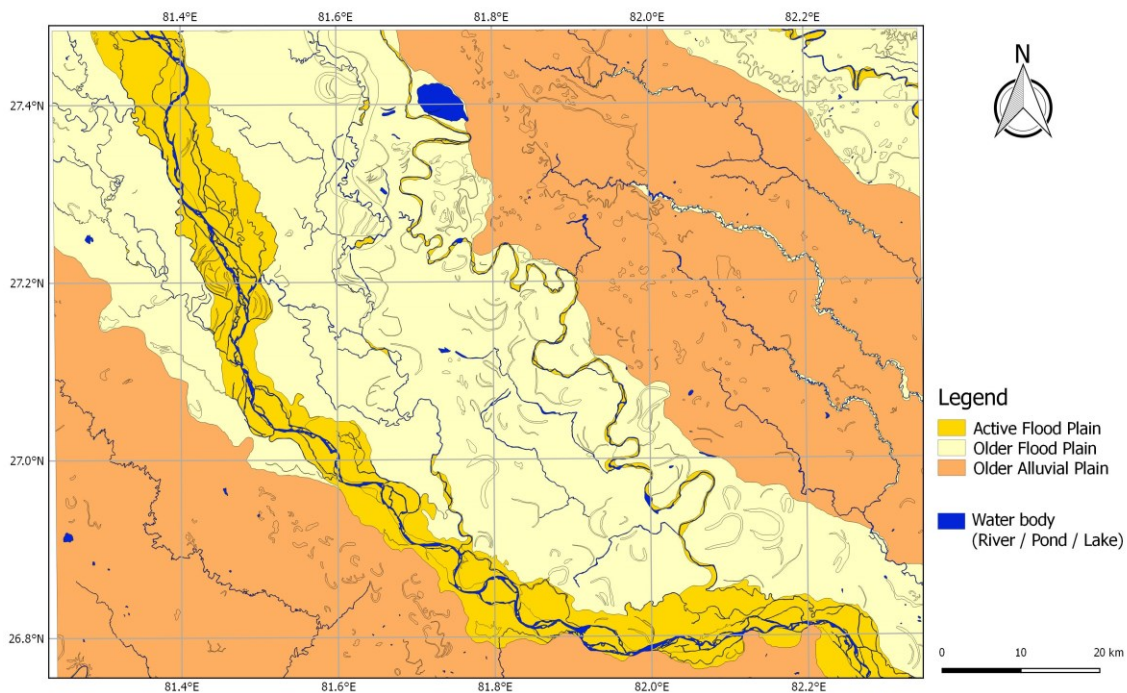 81.4°E 81.6°E 81.8°E 82.0°E 82.2°E
N
27.4°N
27.2°N
27.0°N
26.8°N
Legend
Active Flood Plain
Older Flood Plain
Older Alluvial Plain
Water body
(River / Pond / Lake)
0 10 20 km
81.4°E 81.6°E 81.8°E 82.0°E 82.2°E